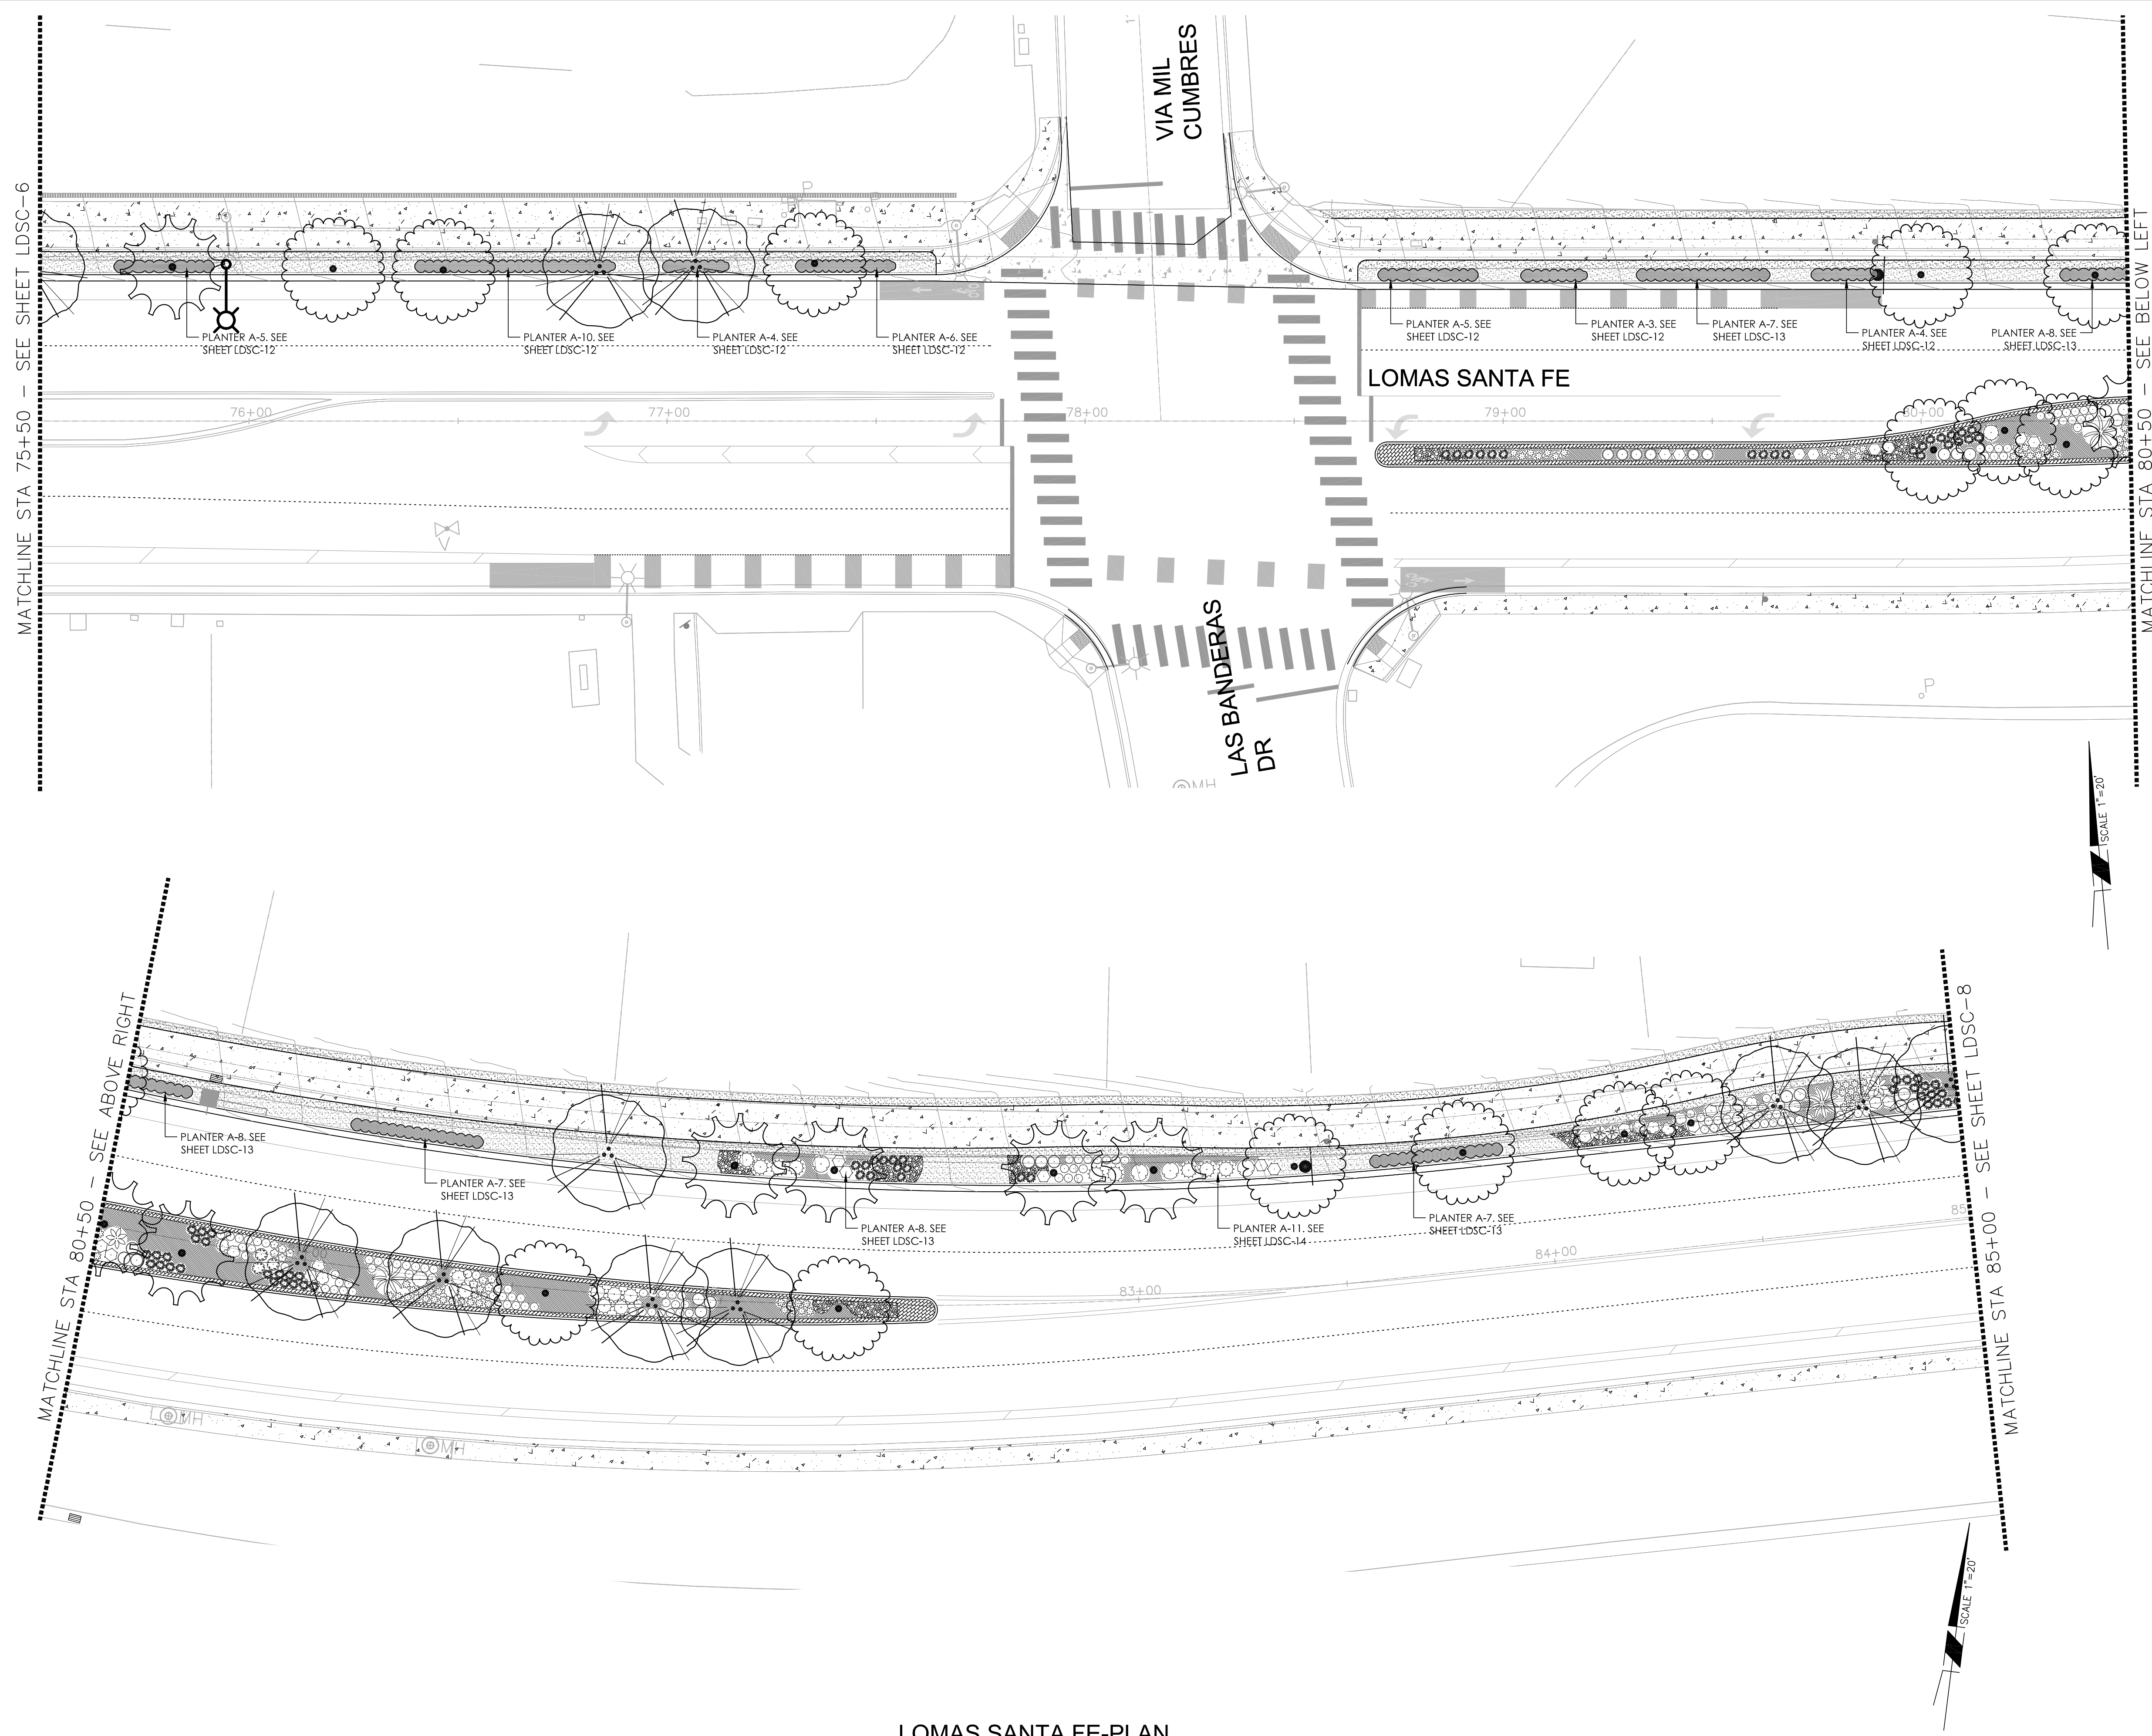 VIA MIL
CUMBRES
MATCHLINE STA 75+50 – SEE SHEET LDSC–6
P
P
PLANTER A-5. SEE
SHEET LDSC-12
PLANTER A-10. SEE
SHEET LDSC-12
PLANTER A-4. SEE
SHEET LDSC-12
PLANTER A-6. SEE
SHEET LDSC-12
PLANTER A-5. SEE
SHEET LDSC-12
PLANTER A-3. SEE
SHEET LDSC-12
PLANTER A-7. SEE
SHEET LDSC-13
PLANTER A-4. SEE
SHEET LDSC-12
PLANTER A-8. SEE
SHEET LDSC-13
MATCHLINE STA 80+50 – SEE BELOW LEFT
LOMAS SANTA FE
76+00
77+00
78+00
79+00
80+00
LAS BANDERAS
DR
P
MH
SCALE 1"=20'
MATCHLINE STA 80+50 – SEE ABOVE RIGHT
PLANTER A-8. SEE
SHEET LDSC-13
PLANTER A-7. SEE
SHEET LDSC-13
PLANTER A-8. SEE
SHEET LDSC-13
PLANTER A-11. SEE
SHEET LDSC-14
PLANTER A-7. SEE
SHEET LDSC-13
83+00
84+00
85
MATCHLINE STA 85+00 – SEE SHEET LDSC–8
MH
MH
SCALE 1"=20'
LOMAS SANTA FE-PLAN